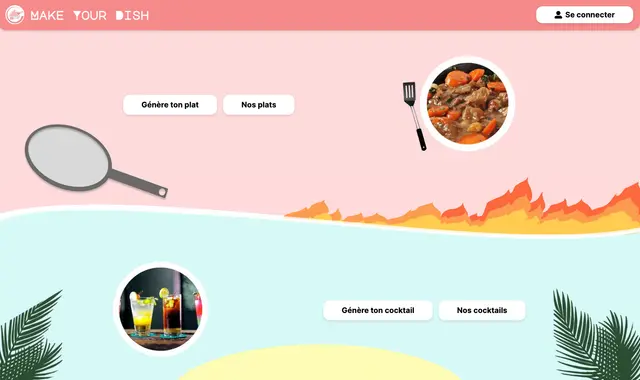 MAKE YOUR DISH
Se connecter
Génère ton plat
Nos plats
Génère ton cocktail
Nos cocktails